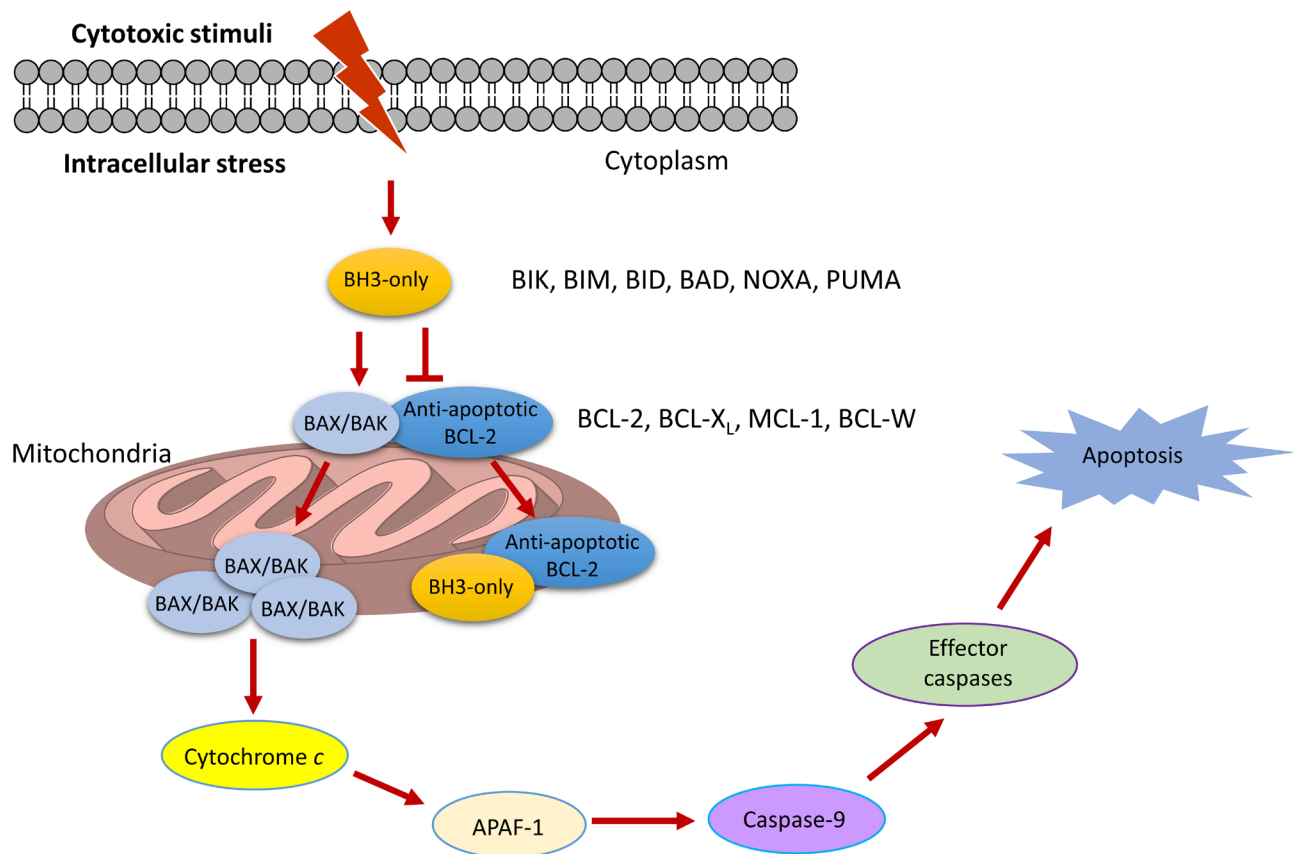 Cytotoxic stimuli
Intracellular stress
Cytoplasm
BH3-only
BIK, BIM, BID, BAD, NOXA, PUMA
BAX/BAK
Anti-apoptotic
BCL-2
BCL-2, BCL-XL, MCL-1, BCL-W
Mitochondria
Apoptosis
Anti-apoptotic
BCL-2
BAX/BAK
BH3-only
BAX/BAK
BAX/BAK
Effector
caspases
Cytochrome c
APAF-1
Caspase-9